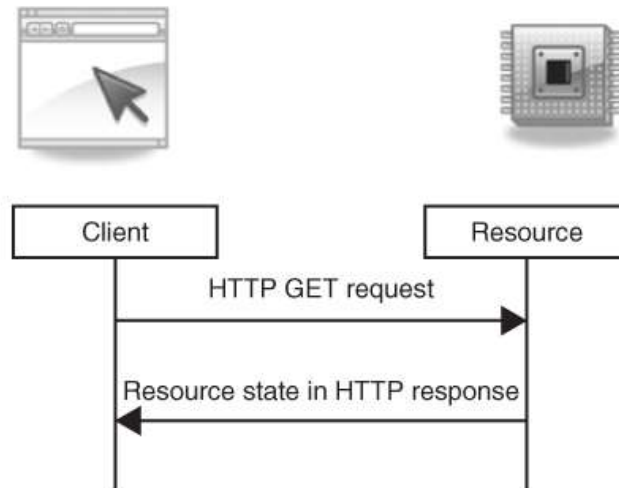 Client
Resource
HTTP GET request
Resource state in HTTP response